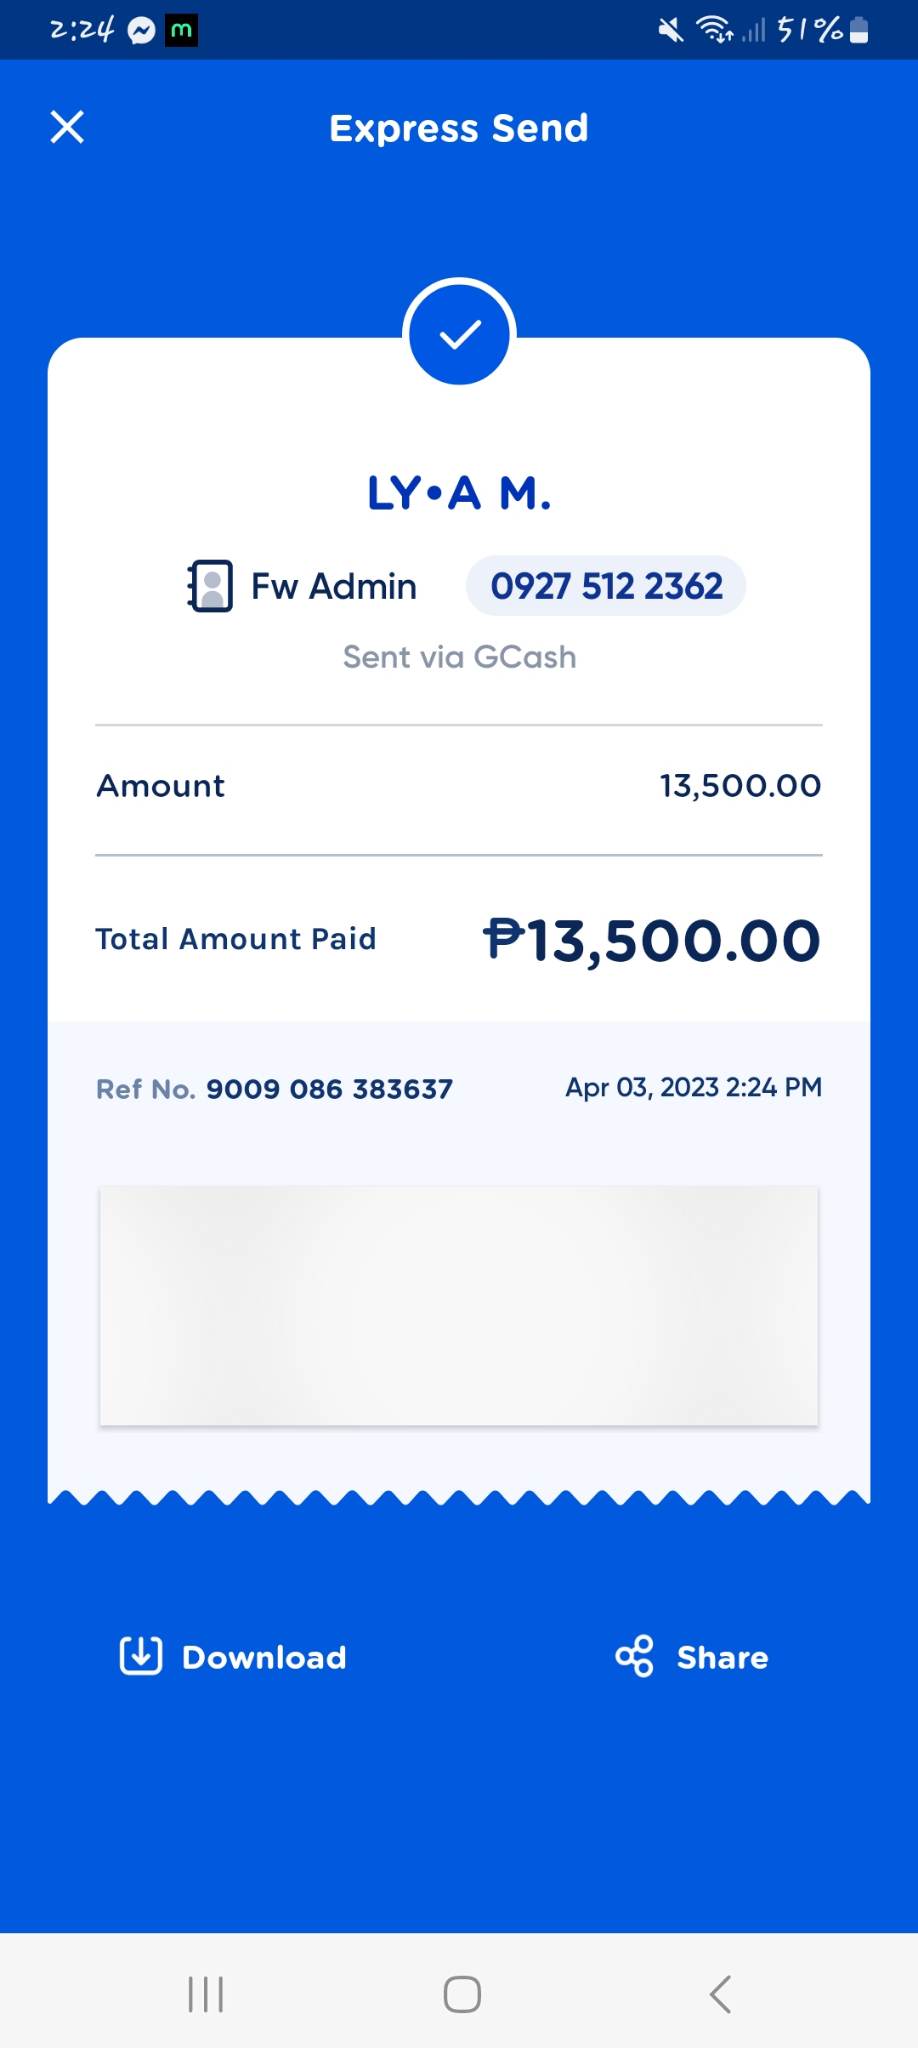 2:24 m 51%
Express Send
LY•A M.
Fw Admin 0927 512 2362
Sent via GCash
Amount 13,500.00
Total Amount Paid ₱13,500.00
Ref No. 9009 086 383637 Apr 03, 2023 2:24 PM
Download Share